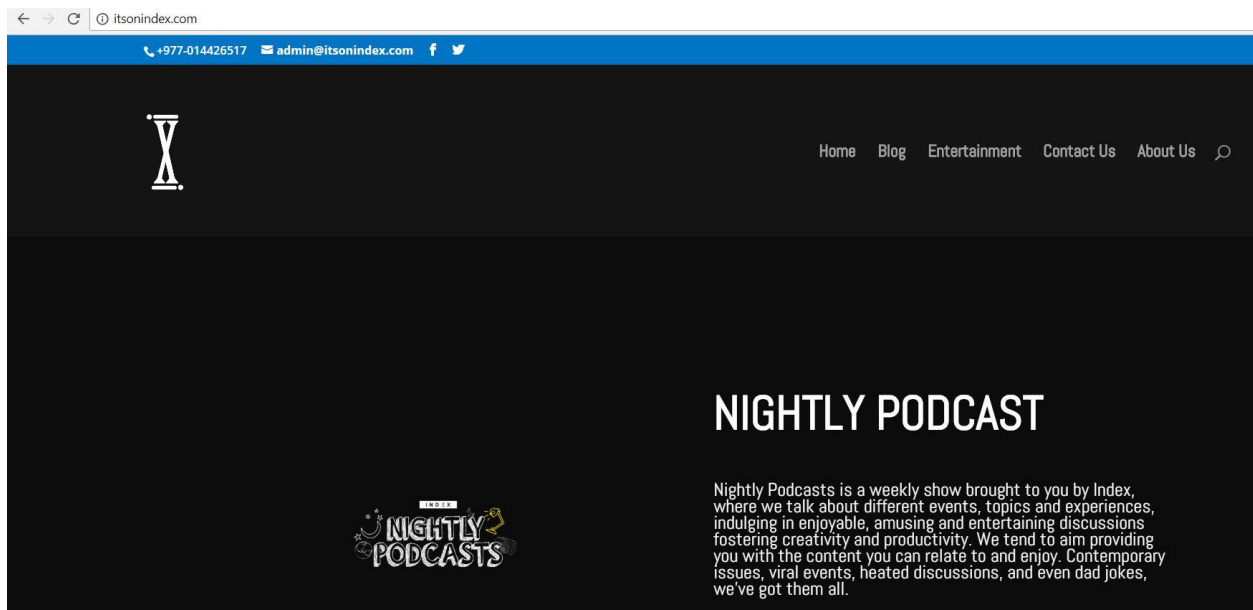 itsonindex.com
+977-014426517 admin@itsonindex.com
Home Blog Entertainment Contact Us About Us
NIGHTLY PODCAST
INDEX
NIGHTLY
PODCASTS
Nightly Podcasts is a weekly show brought to you by Index,
where we talk about different events, topics and experiences,
indulging in enjoyable, amusing and entertaining discussions
fostering creativity and productivity. We tend to aim providing
you with the content you can relate to and enjoy. Contemporary
issues, viral events, heated discussions, and even dad jokes,
we've got them all.